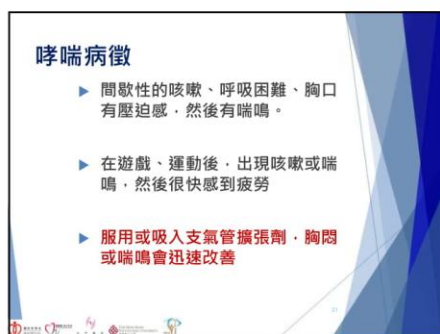 哮喘病徵
▶ 間歇性的咳嗽、呼吸困難、胸口
有壓迫感，然後有喘鳴。
▶ 在遊戲、運動後，出現咳嗽或喘
鳴，然後很快感到疲勞
▶ 服用或吸入支氣管擴張劑，胸悶
或喘鳴會迅速改善
21